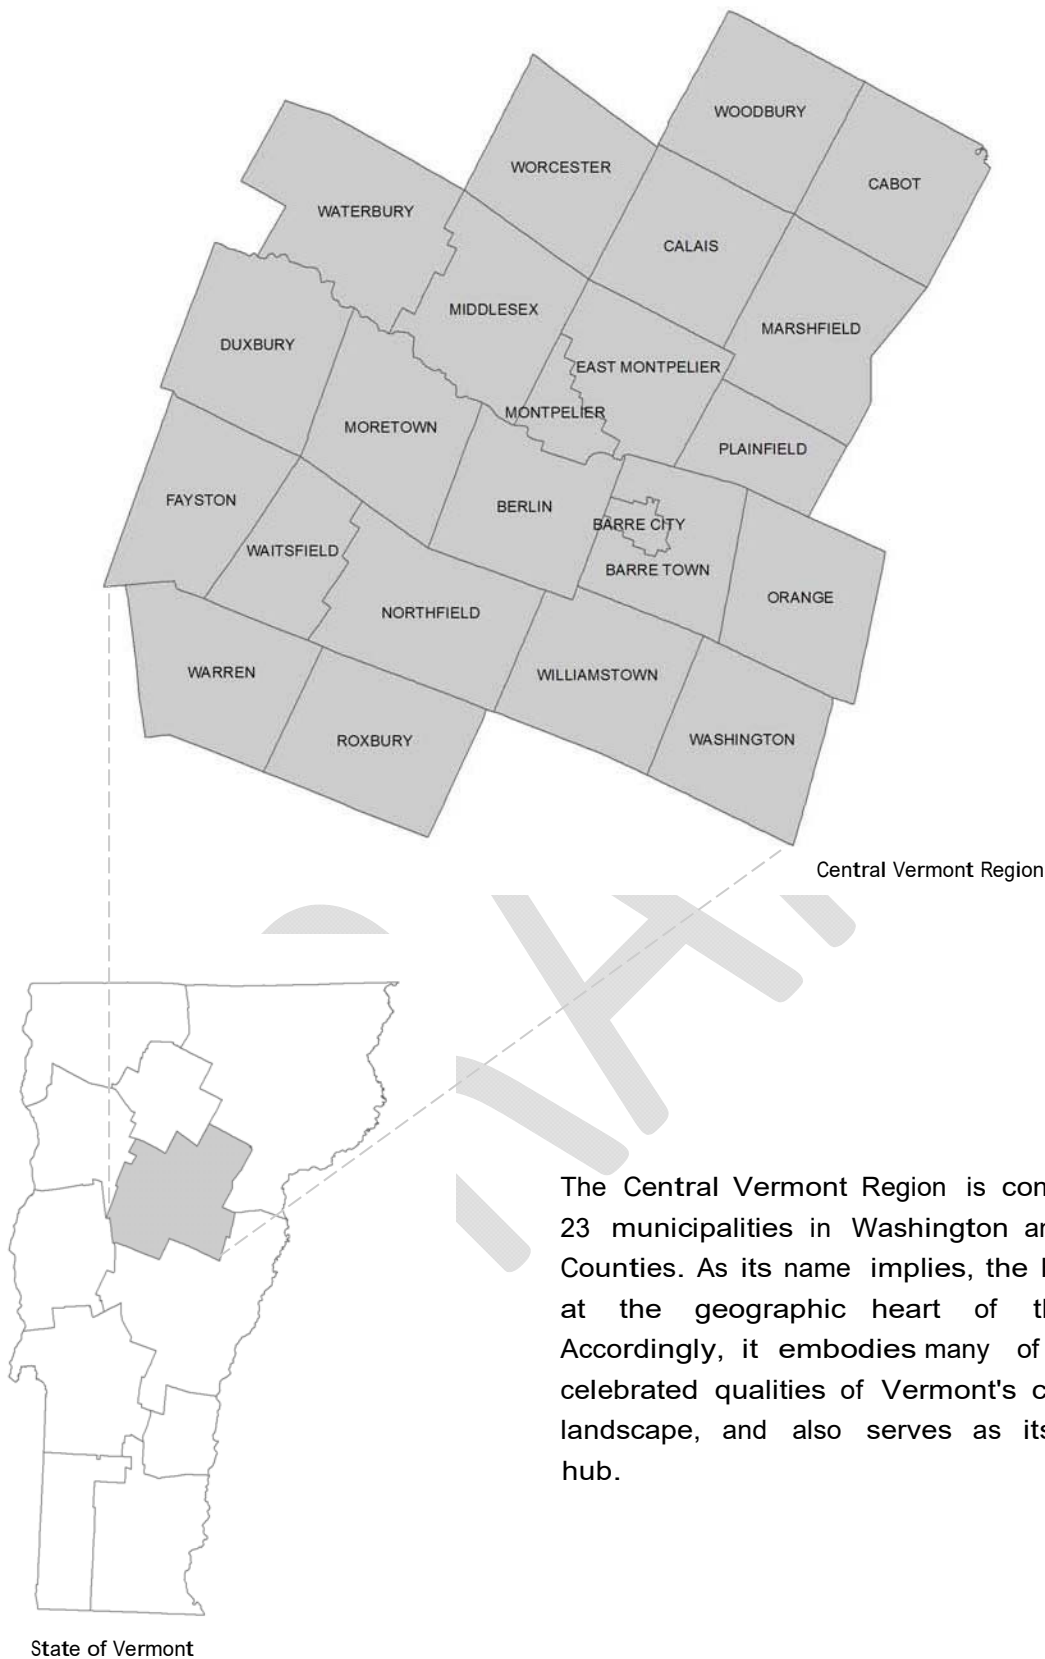 WOODBURY
WORCESTER
CABOT
WATERBURY
CALAIS
MIDDLESEX
MARSHFIELD
DUXBURY
EAST MONTPELIER
MONTPELIER
MORETOWN
PLAINFIELD
FAYSTON
BERLIN
BARRE CITY
WAITSFIELD
BARRE TOWN
ORANGE
NORTHFIELD
WARREN
WILLIAMSTOWN
ROXBURY
WASHINGTON
Central Vermont Region
The Central Vermont Region is
23 municipalities in Washington
Counties. As its name implies, the
at the geographic heart of
Accordingly, it embodies many of
celebrated qualities of Vermont's
landscape, and also serves as its
hub.
State of Vermont